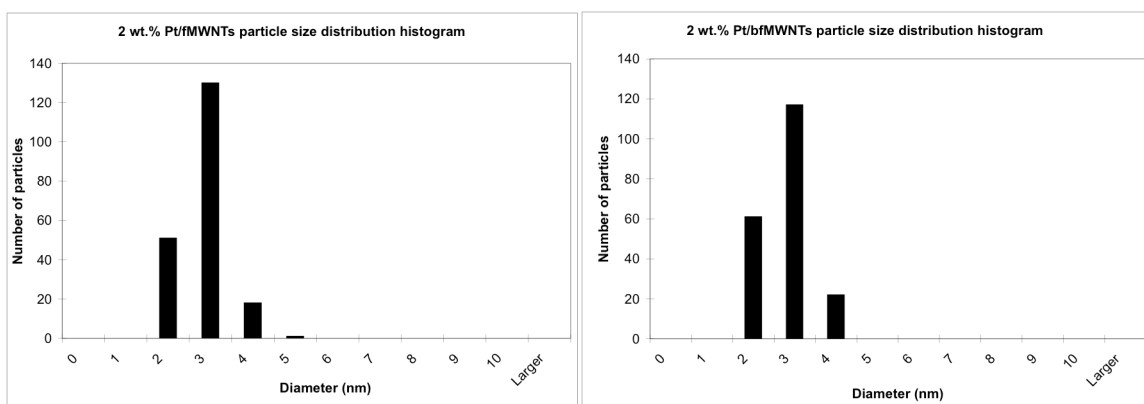 2 wt.% Pt/fMWNTs particle size distribution histogram
140
120
100
80
60
40
20
0
Number of particles
0 1 2 3 4 5 6 7 8 9 10 Larger
Diameter (nm)
2 wt.% Pt/bfMWNTs particle size distribution histogram
140
120
100
80
60
40
20
0
Number of particles
0 1 2 3 4 5 6 7 8 9 10 Larger
Diameter (nm)